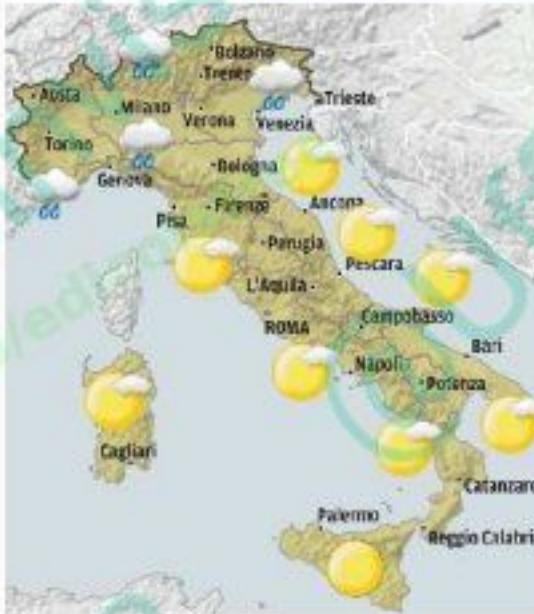 Bolzano
Trento
Aosta
Milano
Trieste
Verona
Venezia
Torino
Bologna
Genova
Firenze
Ancona
Pisa
Perugia
Pescara
L'Aquila
ROMA
Campobasso
Bari
Napoli
Potenza
Cagliari
Catanzaro
Palermo
Reggio Calabri